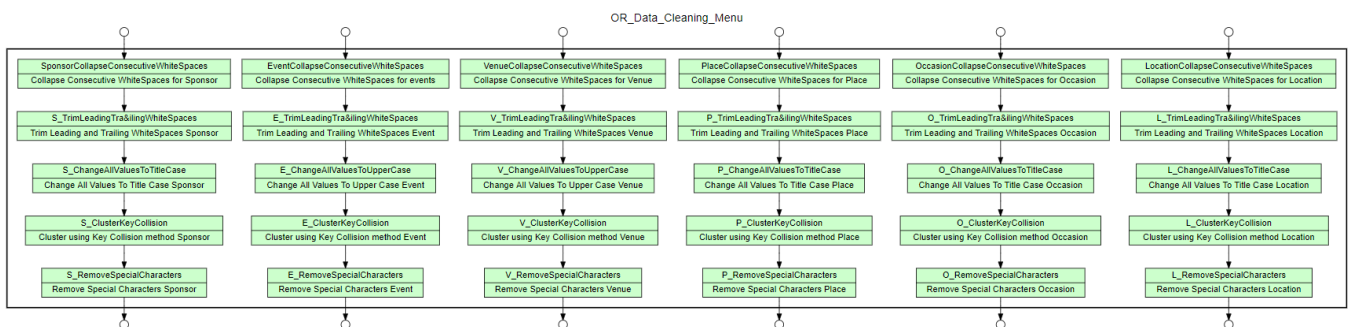 OR_Data_Cleaning_Menu
SponsorCollapseConsecutiveWhiteSpaces
Collapse Consecutive WhiteSpaces for Sponsor
S_TrimLeadingTra&ilingWhiteSpaces
Trim Leading and Trailing WhiteSpaces Sponsor
S_ChangeAllValuesToTitleCase
Change All Values To Title Case Sponsor
S_ClusterKeyCollision
Cluster using Key Collision method Sponsor
S_RemoveSpecialCharacters
Remove Special Characters Sponsor
EventCollapseConsecutiveWhiteSpaces
Collapse Consecutive WhiteSpaces for events
E_TrimLeadingTra&ilingWhiteSpaces
Trim Leading and Trailing WhiteSpaces Event
E_ChangeAllValuesToUpperCase
Change All Values To Upper Case Event
E_ClusterKeyCollision
Cluster using Key Collision method Event
E_RemoveSpecialCharacters
Remove Special Characters Event
VenueCollapseConsecutiveWhiteSpaces
Collapse Consecutive WhiteSpaces for Venue
V_TrimLeadingTra&ilingWhiteSpaces
Trim Leading and Trailing WhiteSpaces Venue
V_ChangeAllValuesToUpperCase
Change All Values To Upper Case Venue
V_ClusterKeyCollision
Cluster using Key Collision method Venue
V_RemoveSpecialCharacters
Remove Special Characters Venue
PlaceCollapseConsecutiveWhiteSpaces
Collapse Consecutive WhiteSpaces for Place
P_TrimLeadingTra&ilingWhiteSpaces
Trim Leading and Trailing WhiteSpaces Place
P_ChangeAllValuesToTitleCase
Change All Values To Title Case Place
P_ClusterKeyCollision
Cluster using Key Collision method Place
P_RemoveSpecialCharacters
Remove Special Characters Place
OccasionCollapseConsecutiveWhiteSpaces
Collapse Consecutive WhiteSpaces for Occasion
O_TrimLeadingTra&ilingWhiteSpaces
Trim Leading and Trailing WhiteSpaces Occasion
O_ChangeAllValuesToTitleCase
Change All Values To Title Case Occasion
O_ClusterKeyCollision
Cluster using Key Collision method Occasion
O_RemoveSpecialCharacters
Remove Special Characters Occasion
LocationCollapseConsecutiveWhiteSpaces
Collapse Consecutive WhiteSpaces for Location
L_TrimLeadingTra&ilingWhiteSpaces
Trim Leading and Trailing WhiteSpaces Location
L_ChangeAllValuesToTitleCase
Change All Values To Title Case Location
L_ClusterKeyCollision
Cluster using Key Collision method Location
L_RemoveSpecialCharacters
Remove Special Characters Location